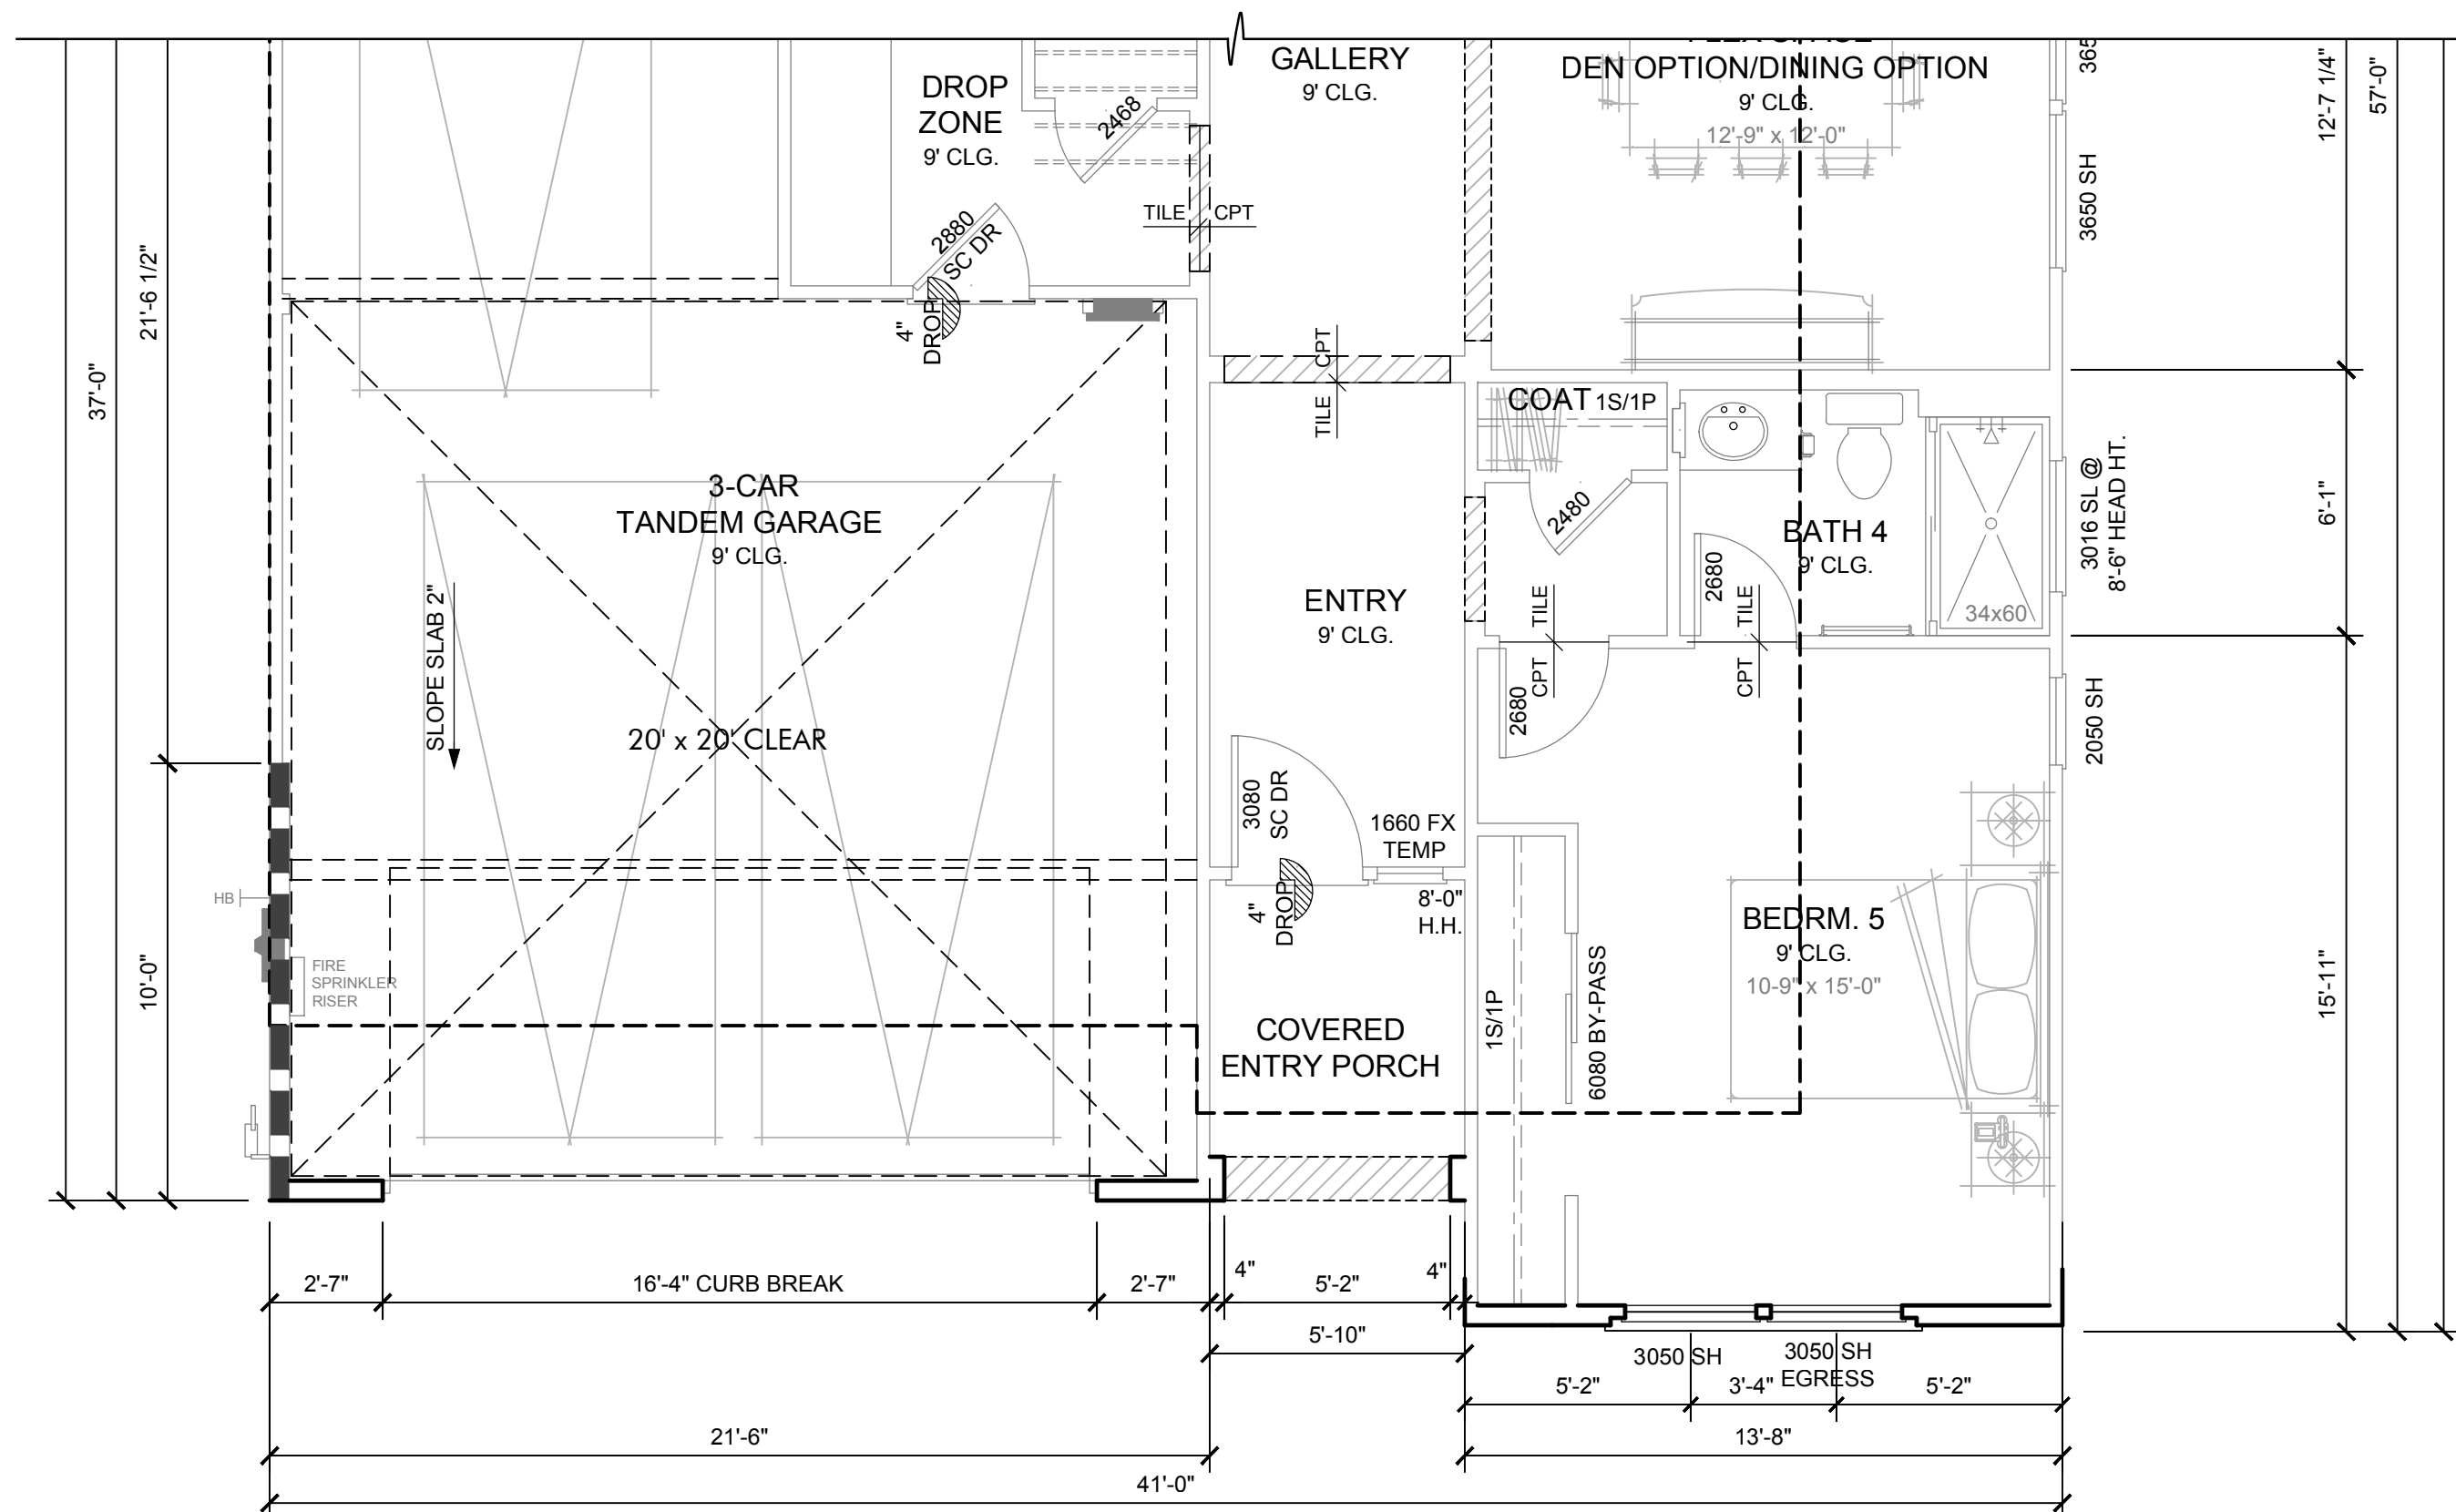 GALLERY
9' CLG.
DEN OPTION/DINING OPTION
9' CLG.
12'-9" x 12'-0"
DROP
ZONE
9' CLG.
2468
2880
SC DR
TILE
CPT
4"
DROP
365
3650 SH
12'-7 1/4"
57'-0"
21'-6 1/2"
37'-0"
CPT
TILE
COAT 1S/1P
2480
3-CAR
TANDEM GARAGE
9' CLG.
SLOPE SLAB 2"
20' x 20' CLEAR
ENTRY
9' CLG.
BATH 4
9' CLG.
2680
TILE
CPT
TILE
CPT
2680
34x60
3016 SL @
8'-6" HEAD HT.
6'-1"
2050 SH
3080
SC DR
1660 FX
TEMP
4"
DROP
8'-0"
H.H.
HB
FIRE
SPRINKLER
RISER
10'-0"
BEDRM. 5
9' CLG.
10-9" x 15'-0"
1S/1P
6080 BY-PASS
15'-11"
COVERED
ENTRY PORCH
2'-7"
16'-4" CURB BREAK
2'-7"
4"
5'-2"
4"
5'-10"
3050 SH
3050 SH
EGRESS
5'-2"
3'-4"
5'-2"
21'-6"
13'-8"
41'-0"